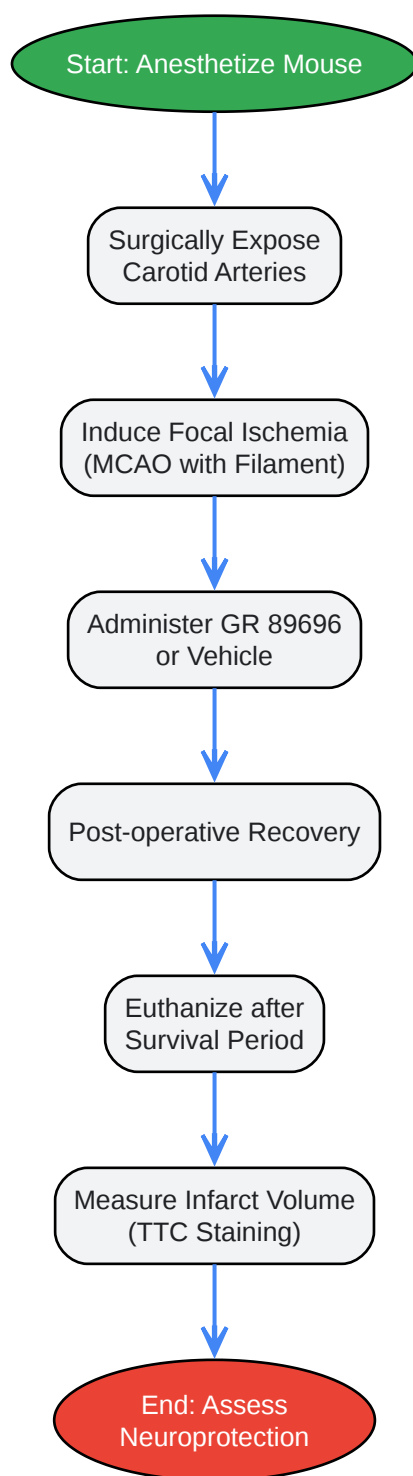 Start: Anesthetize Mouse
Surgically Expose
Carotid Arteries
Induce Focal Ischemia
(MCAO with Filament)
Administer GR 89696
or Vehicle
Post-operative Recovery
Euthanize after
Survival Period
Measure Infarct Volume
(TTC Staining)
End: Assess
Neuroprotection